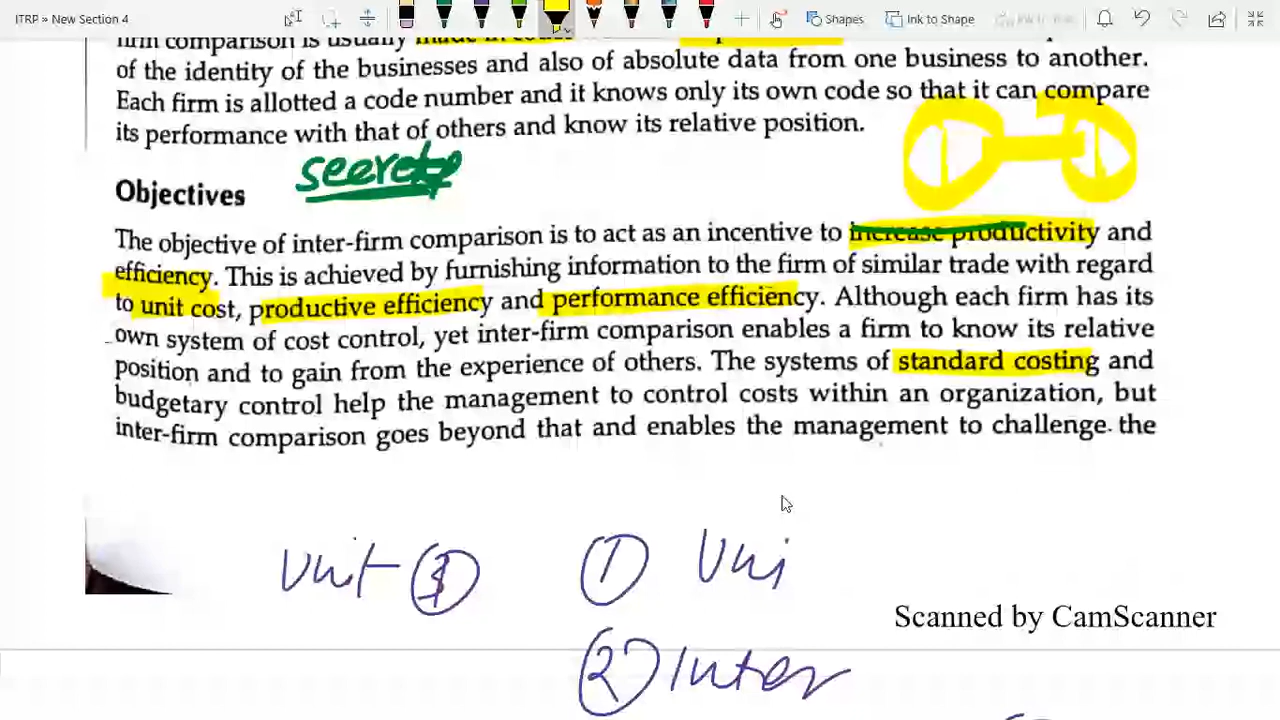 ITRP » New Section 4
Shapes
Ink to Shape
firm comparison is usually made in
of the identity of the businesses and also of absolute data from one business to another.
Each firm is allotted a code number and it knows only its own code so that it can compare
its performance with that of others and know its relative position.
Objectives
The objective of inter-firm comparison is to act as an incentive to increase productivity and
efficiency. This is achieved by furnishing information to the firm of similar trade with regard
to unit cost, productive efficiency and performance efficiency. Although each firm has its
own system of cost control, yet inter-firm comparison enables a firm to know its relative
position and to gain from the experience of others. The systems of standard costing and
budgetary control help the management to control costs within an organization, but
inter-firm comparison goes beyond that and enables the management to challenge the
Unit 3 1 Uni
Scanned by CamScanner
2 Inter